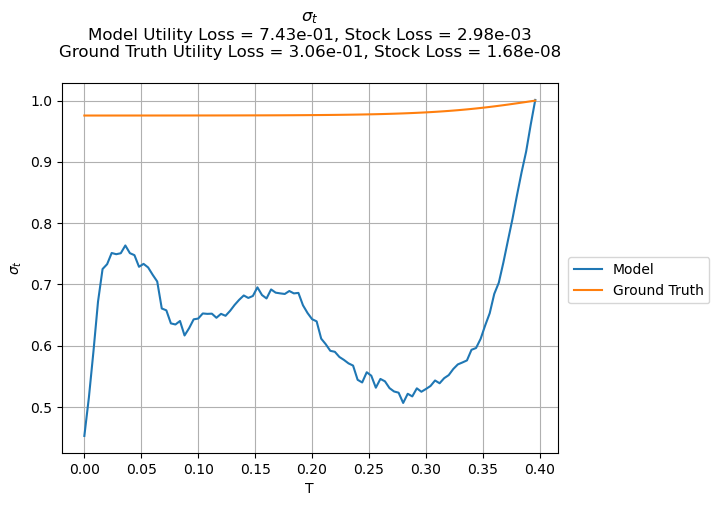 σₜ
Model Utility Loss = 7.43e-01, Stock Loss = 2.98e-03
Ground Truth Utility Loss = 3.06e-01, Stock Loss = 1.68e-08
1.0
0.9
0.8
0.7
0.6
0.5
σₜ
0.00 0.05 0.10 0.15 0.20 0.25 0.30 0.35 0.40
T
Model
Ground Truth